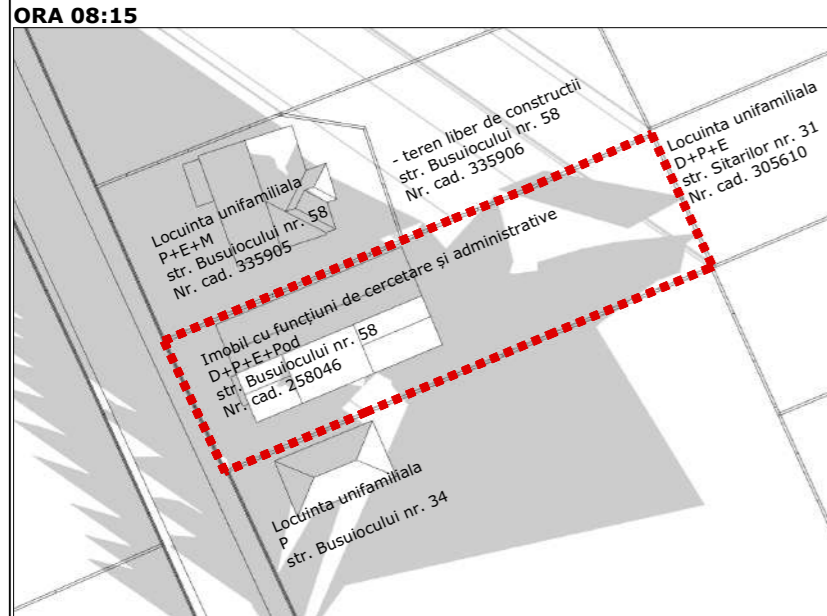 ORA 08:15
- teren liber de constructii
str. Busuiocului nr. 58
Nr. cad. 335906
Locuinta unifamiliala
D+P+E
str. Sitarilor nr. 31
Nr. cad. 305610
Locuinta unifamiliala
P+E+M
str. Busuiocului nr. 58
Nr. cad. 335905
Imobil cu funcțiuni de cercetare și administrative
D+P+E+Pod
str. Busuiocului nr. 58
Nr. cad. 258046
Locuinta unifamiliala
P
str. Busuiocului nr. 34